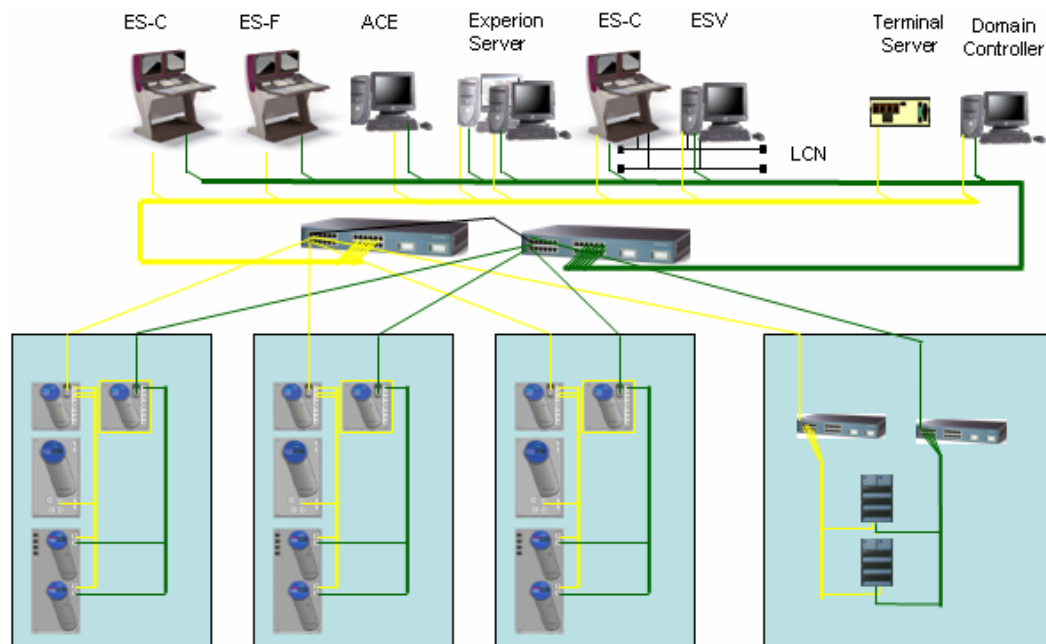 ES-C
ES-F
ACE
Experion
Server
ES-C
ESV
Terminal
Server
Domain
Controller
LCN